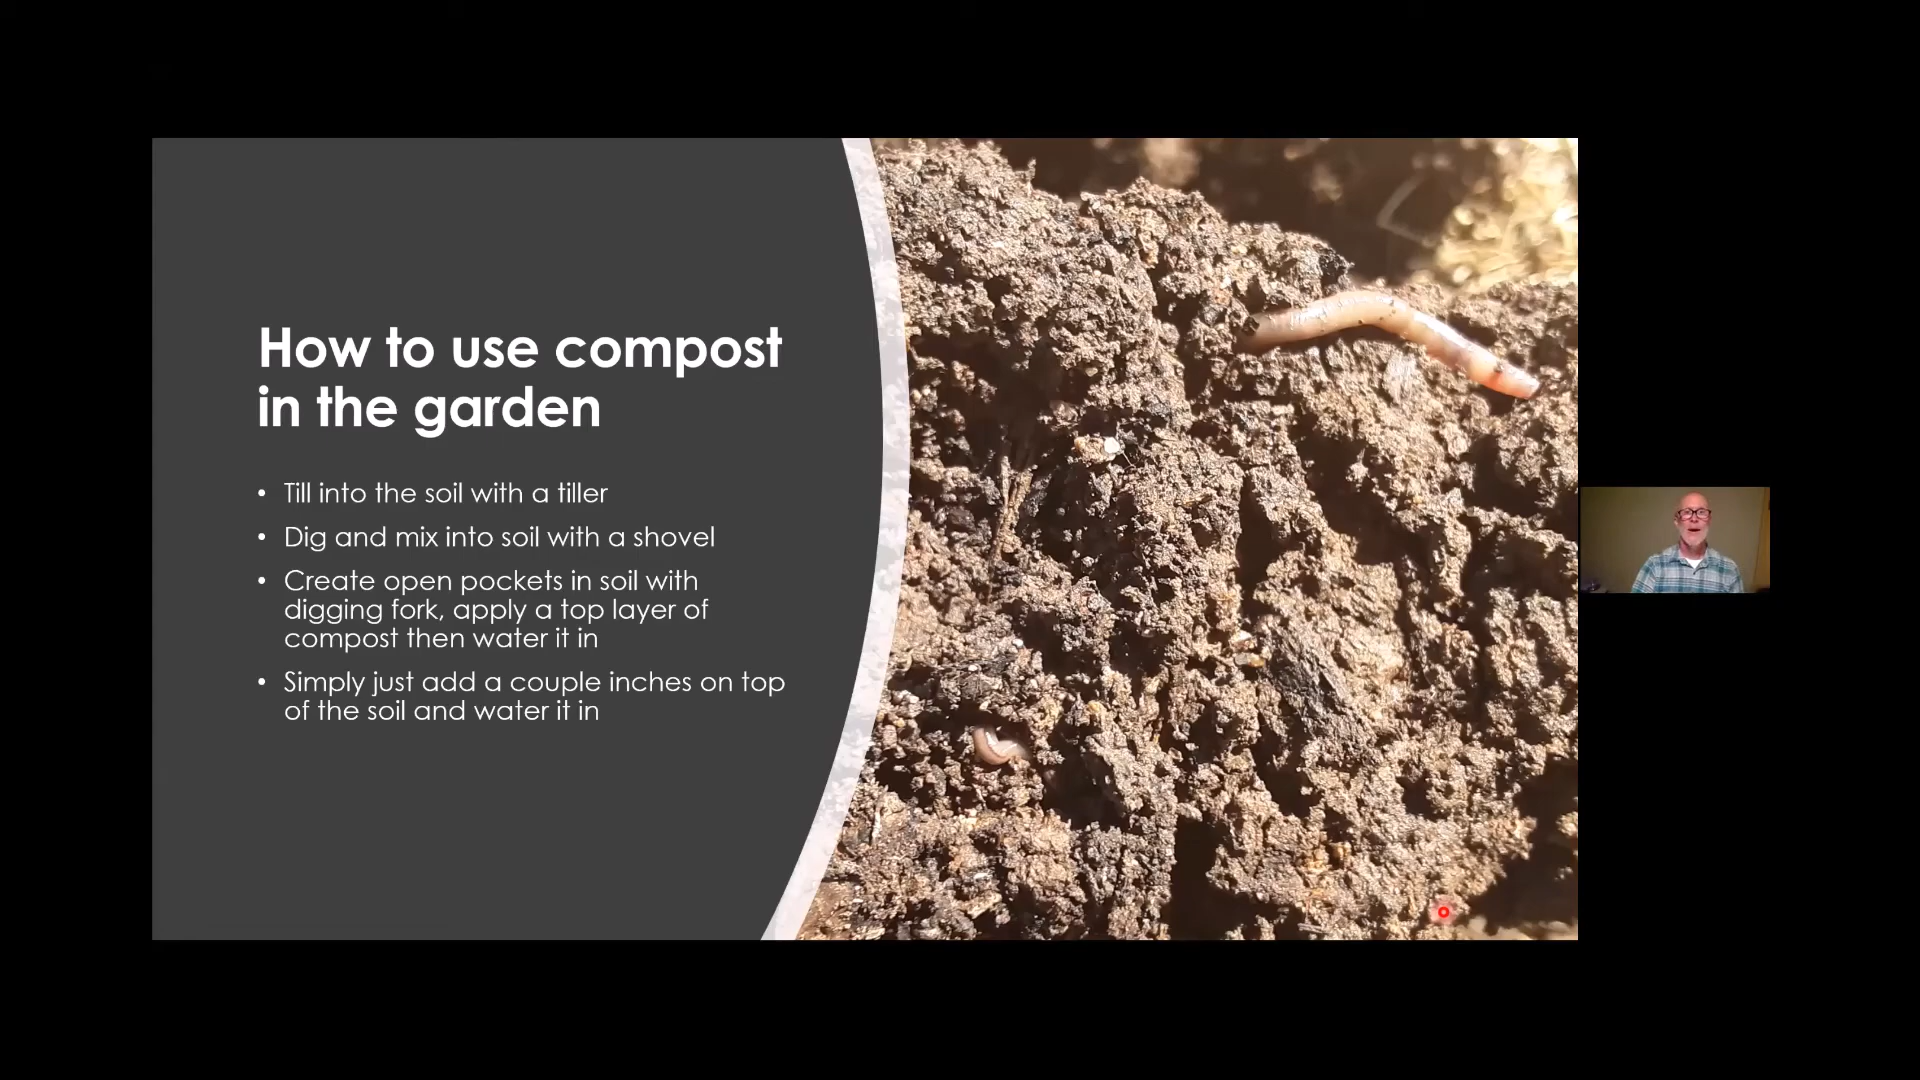 How to use compost
in the garden
• Till into the soil with a tiller
• Dig and mix into soil with a shovel
• Create open pockets in soil with
digging fork, apply a top layer of
compost then water it in
• Simply just add a couple inches on top
of the soil and water it in